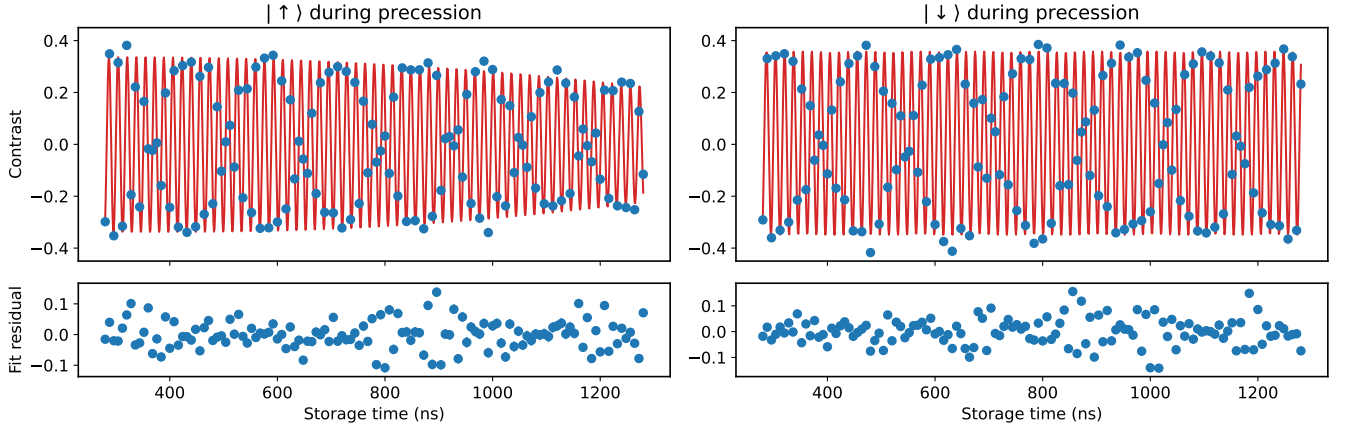 |↑⟩ during precession
|↓⟩ during precession
Contrast
0.4
0.2
0.0
−0.2
−0.4
0.4
0.2
0.0
−0.2
−0.4
Fit residual
0.1
0.0
−0.1
0.1
0.0
−0.1
400 600 800 1000 1200
400 600 800 1000 1200
Storage time (ns)
Storage time (ns)